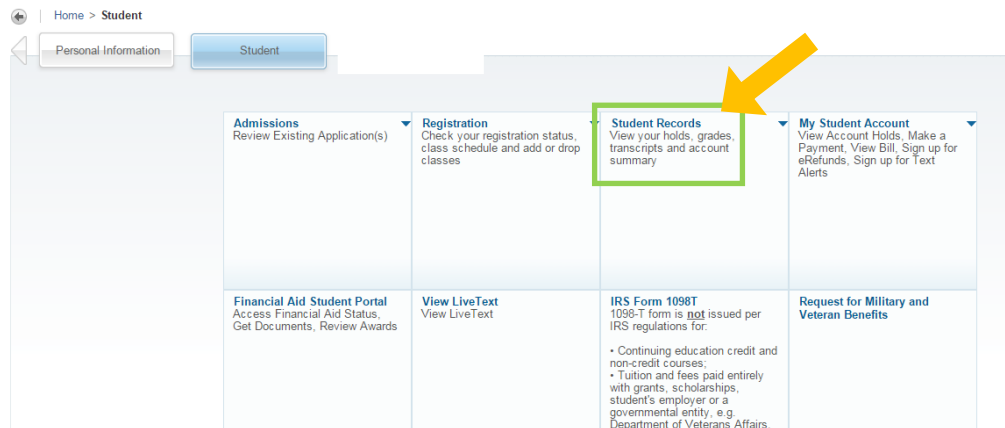 Home > Student
Personal Information
Student
Admissions
Review Existing Application(s)
Registration
Check your registration status,
class schedule and add or drop
classes
Student Records
View your holds, grades,
transcripts and account
summary
My Student Account
View Account Holds, Make a
Payment, View Bill, Sign up for
eRefunds, Sign up for Text
Alerts
Financial Aid Student Portal
Access Financial Aid Status,
Get Documents, Review Awards
View LiveText
View LiveText
IRS Form 1098T
1098-T form is not issued per
IRS regulations for:
• Continuing education credit and
non-credit courses;
• Tuition and fees paid entirely
with grants, scholarships,
student's employer or a
governmental entity, e.g.
Department of Veterans Affairs,
Request for Military and
Veteran Benefits